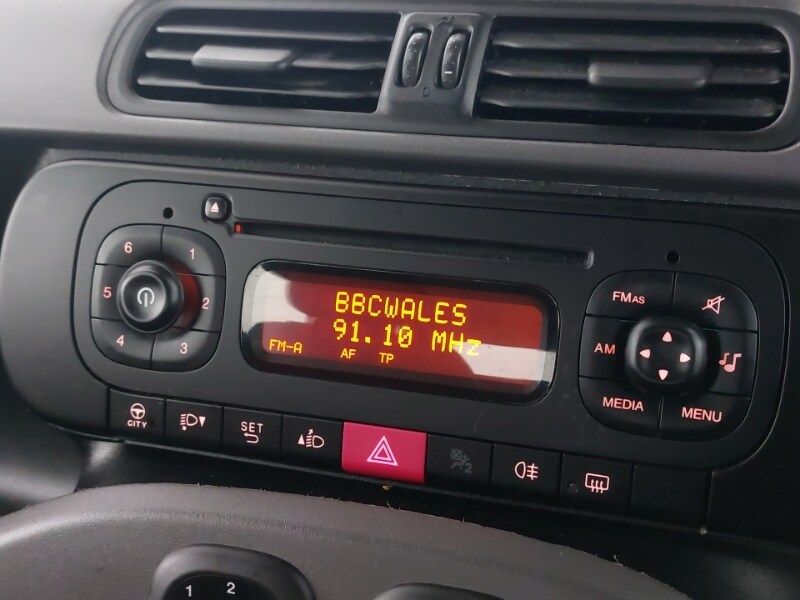 6 1
5 2
4 3
BBCWALES
91.10 MHz
FM-A AF TP
FMAS
AM
MEDIA MENU
CITY
SET
2
1 2